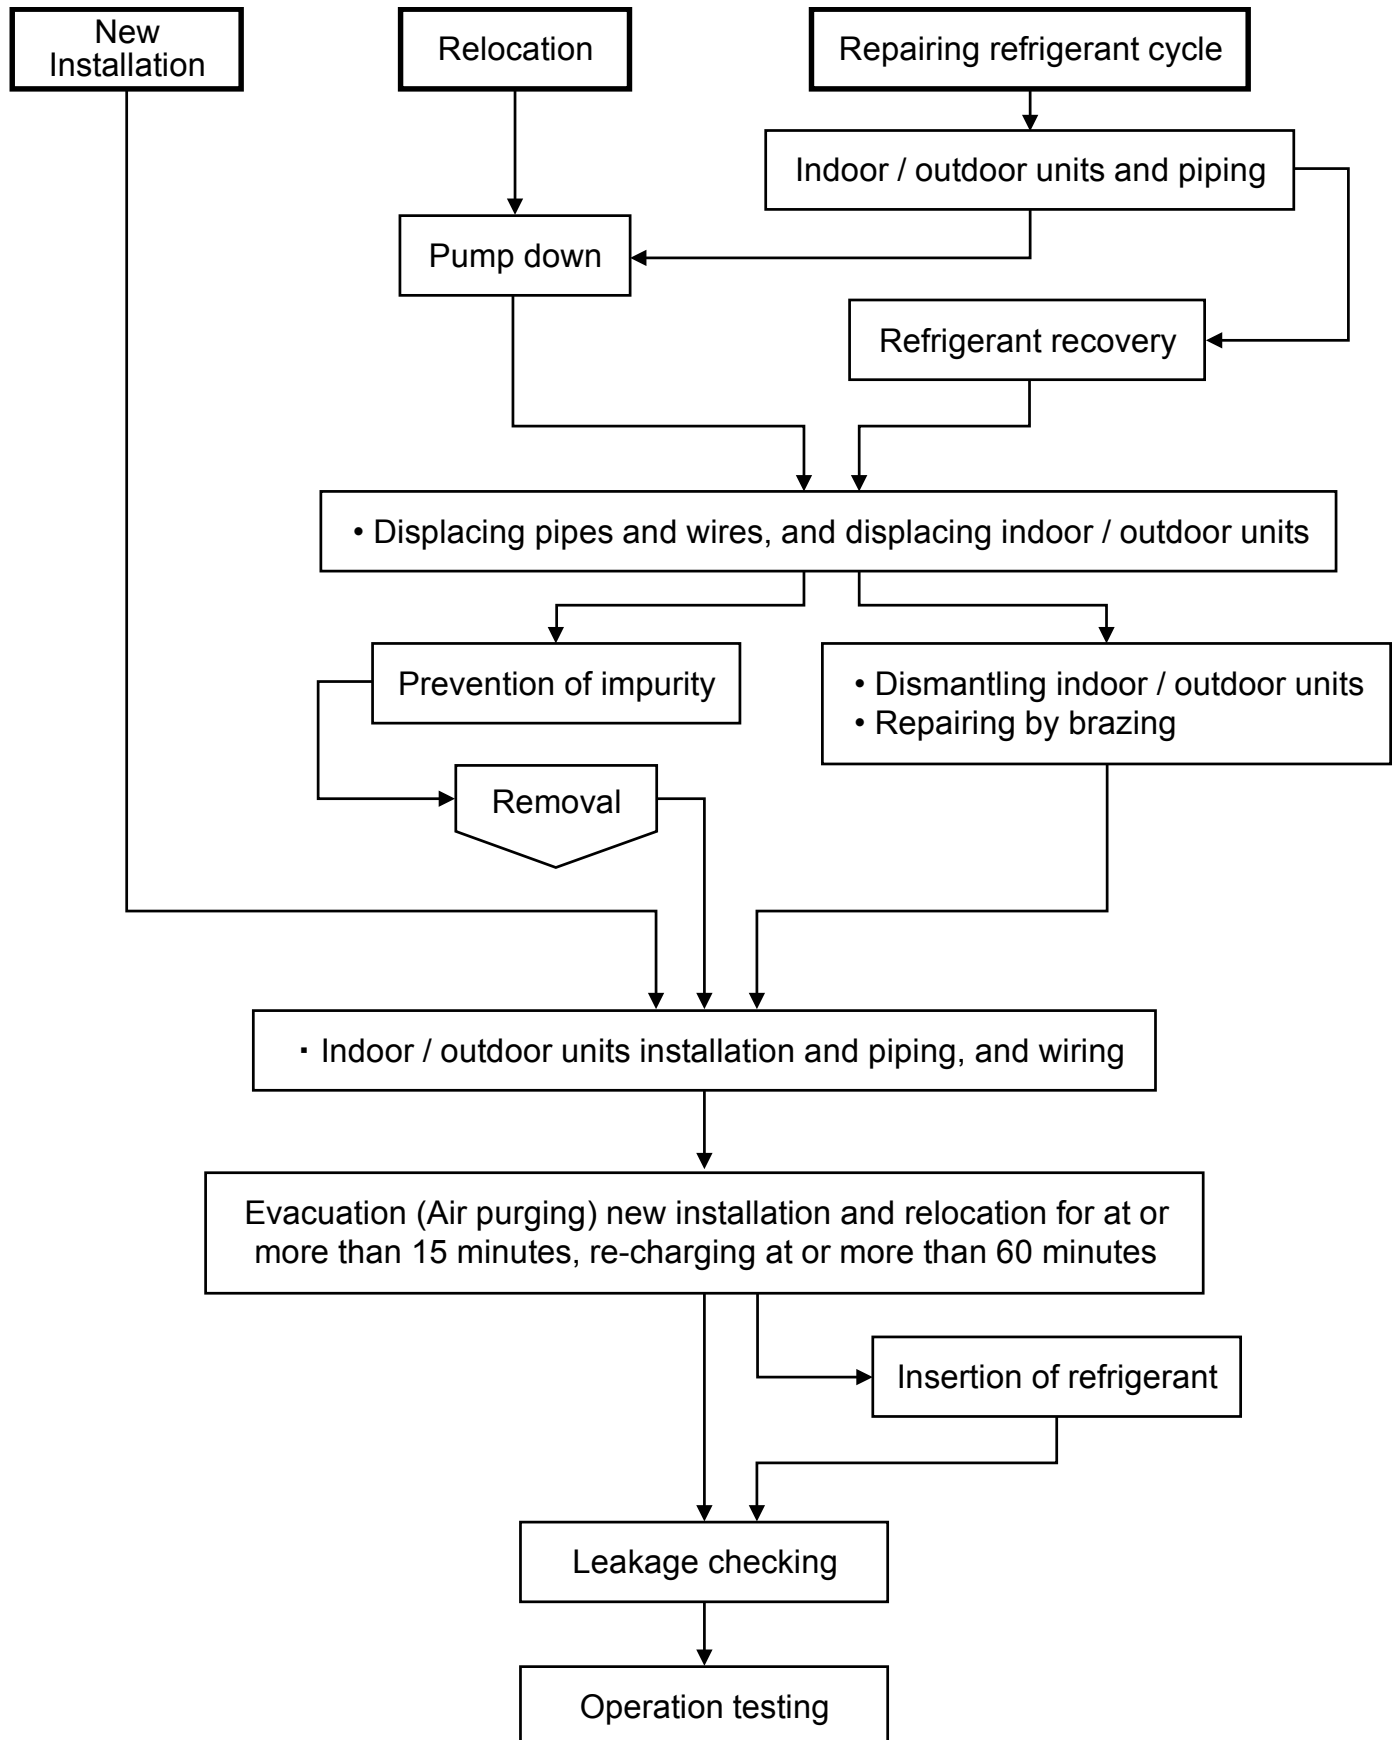 New
Installation
Relocation
Repairing refrigerant cycle
Indoor / outdoor units and piping
Pump down
Refrigerant recovery
• Displacing pipes and wires, and displacing indoor / outdoor units
Prevention of impurity
• Dismantling indoor / outdoor units
• Repairing by brazing
Removal
· Indoor / outdoor units installation and piping, and wiring
Evacuation (Air purging) new installation and relocation for at or
more than 15 minutes, re-charging at or more than 60 minutes
Insertion of refrigerant
Leakage checking
Operation testing